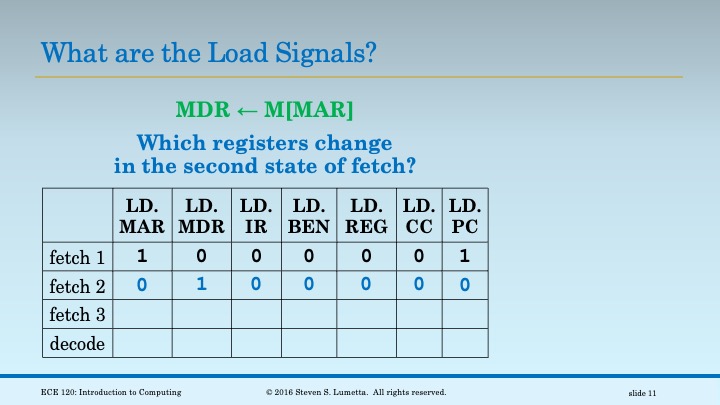 What are the Load Signals?
MDR ← M[MAR]
Which registers change
in the second state of fetch?
LD. LD. LD. LD. LD. LD. LD.
MAR MDR IR BEN REG CC PC
fetch 1 1 0 0 0 0 0 1
fetch 2 0 1 0 0 0 0 0
fetch 3
decode
ECE 120: Introduction to Computing © 2016 Steven S. Lumetta. All rights reserved. slide 11